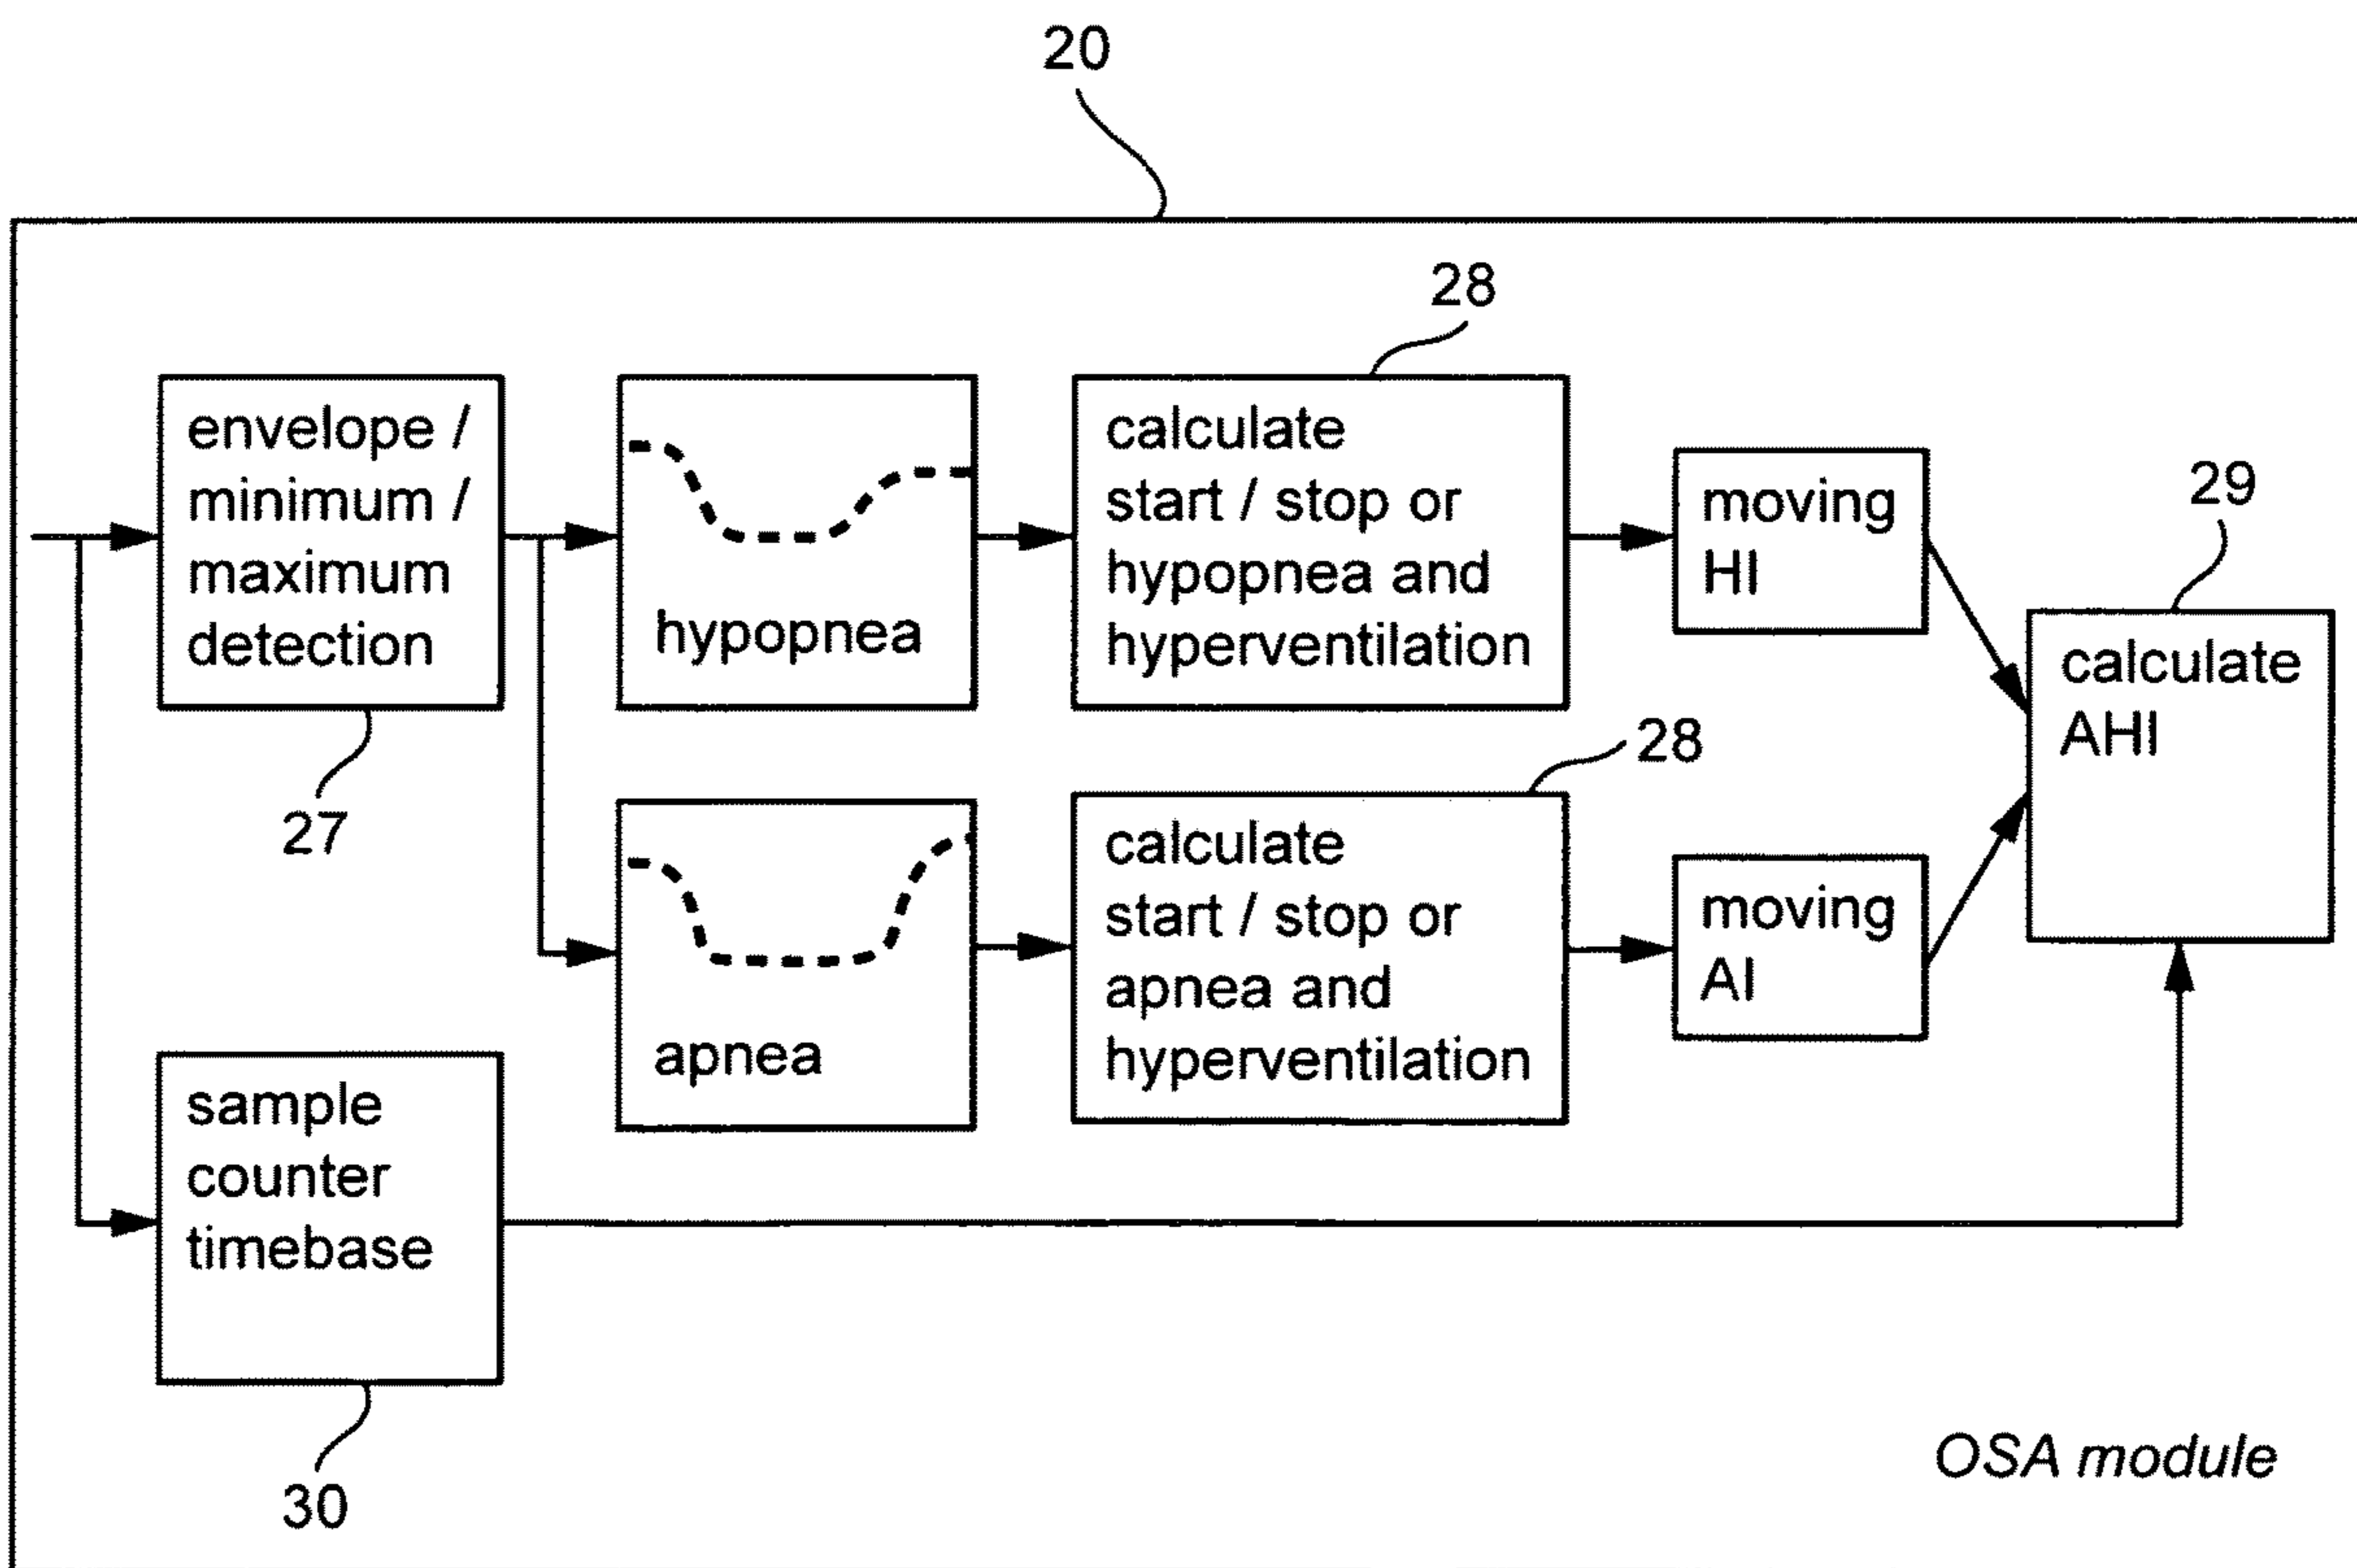 20
28
envelope /
minimum /
maximum
detection
27
hypopnea
calculate
start / stop or
hypopnea and
hyperventilation
moving
HI
29
calculate
AHI
28
apnea
calculate
start / stop or
apnea and
hyperventilation
moving
AI
sample
counter
timebase
30
OSA module